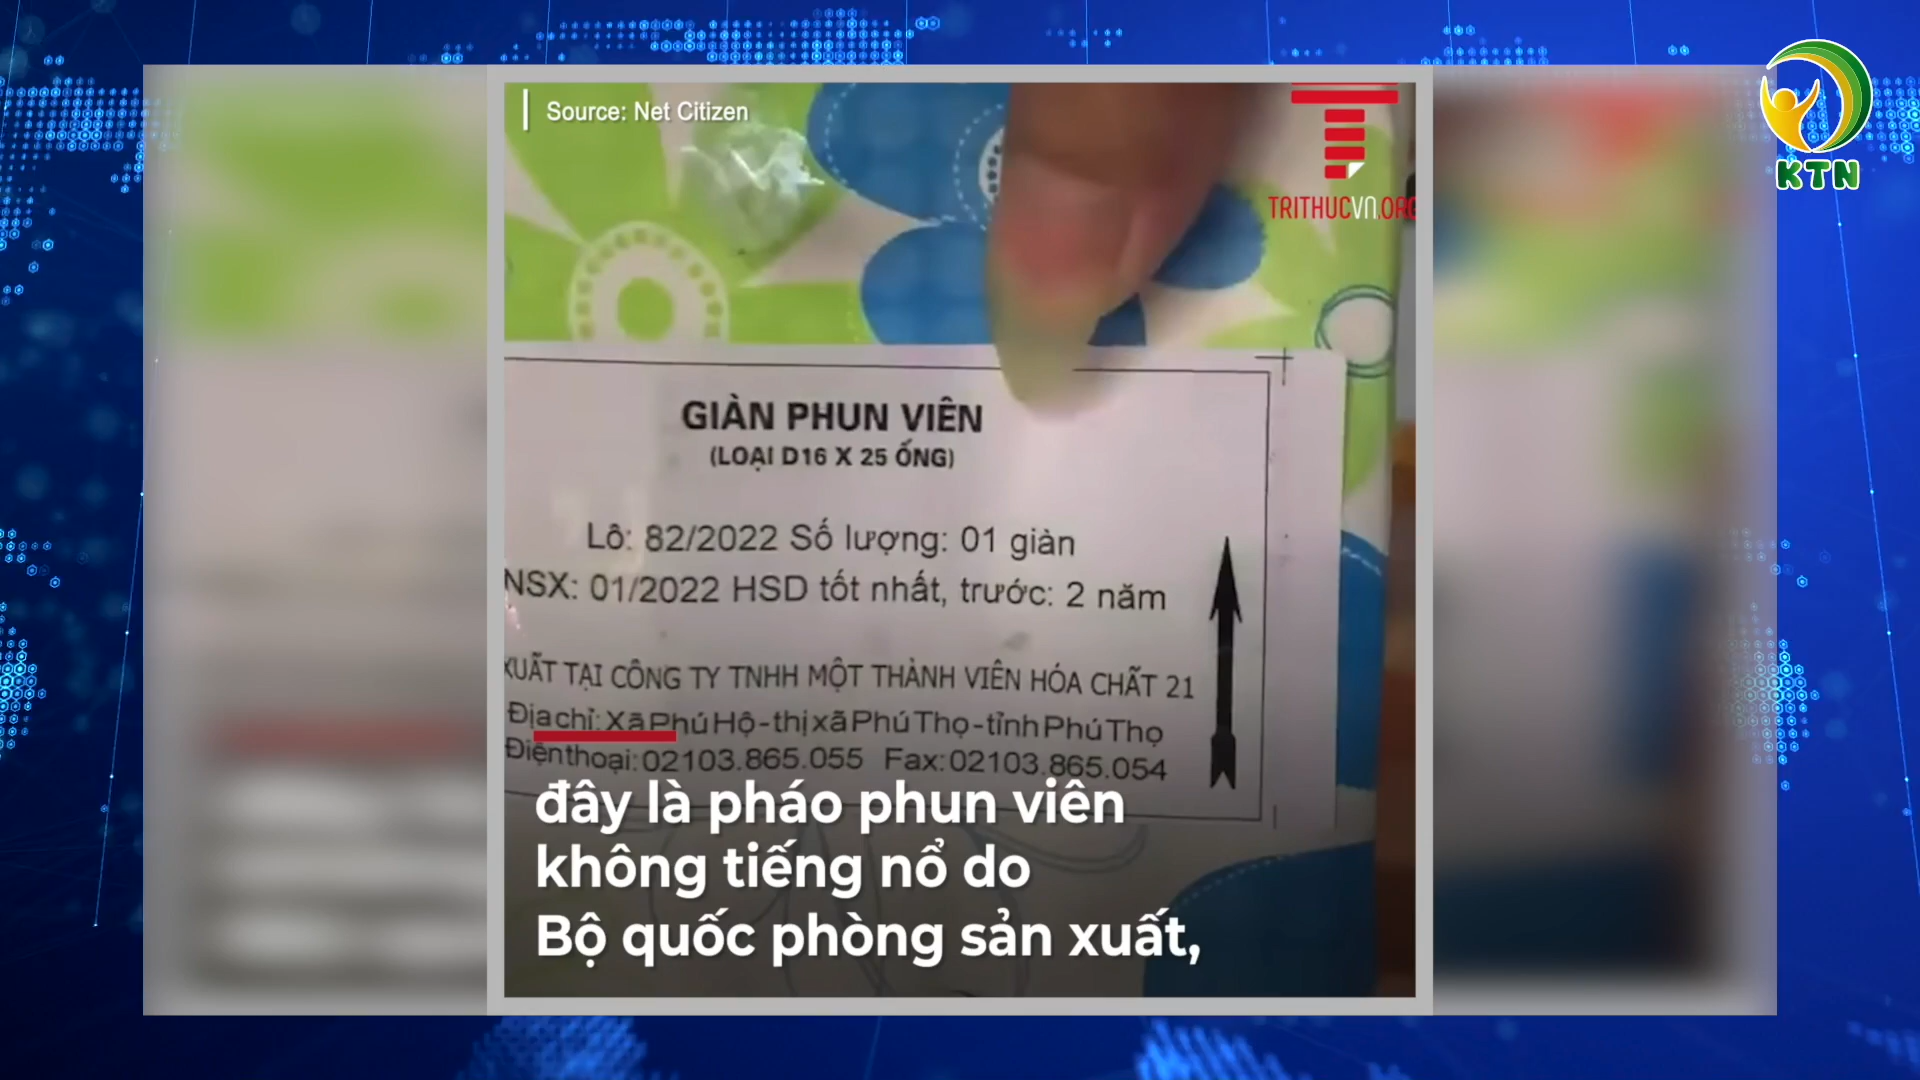 Source: Net Citizen
TRITHUCVN.ORG
KTN
GIÀN PHUN VIÊN
(LOẠI D16 X 25 ỐNG)
Lô: 82/2022 Số lượng: 01 giàn
NSX: 01/2022 HSD tốt nhất, trước: 2 năm
XUẤT TẠI CÔNG TY TNHH MỘT THÀNH VIÊN HÓA CHẤT 21
Địa chỉ: Xã Phú Hộ - thị xã Phú Thọ - tỉnh Phú Thọ
Điện thoại: 02103.865.055 Fax: 02103.865.054
đây là pháo phun viên
không tiếng nổ do
Bộ quốc phòng sản xuất,